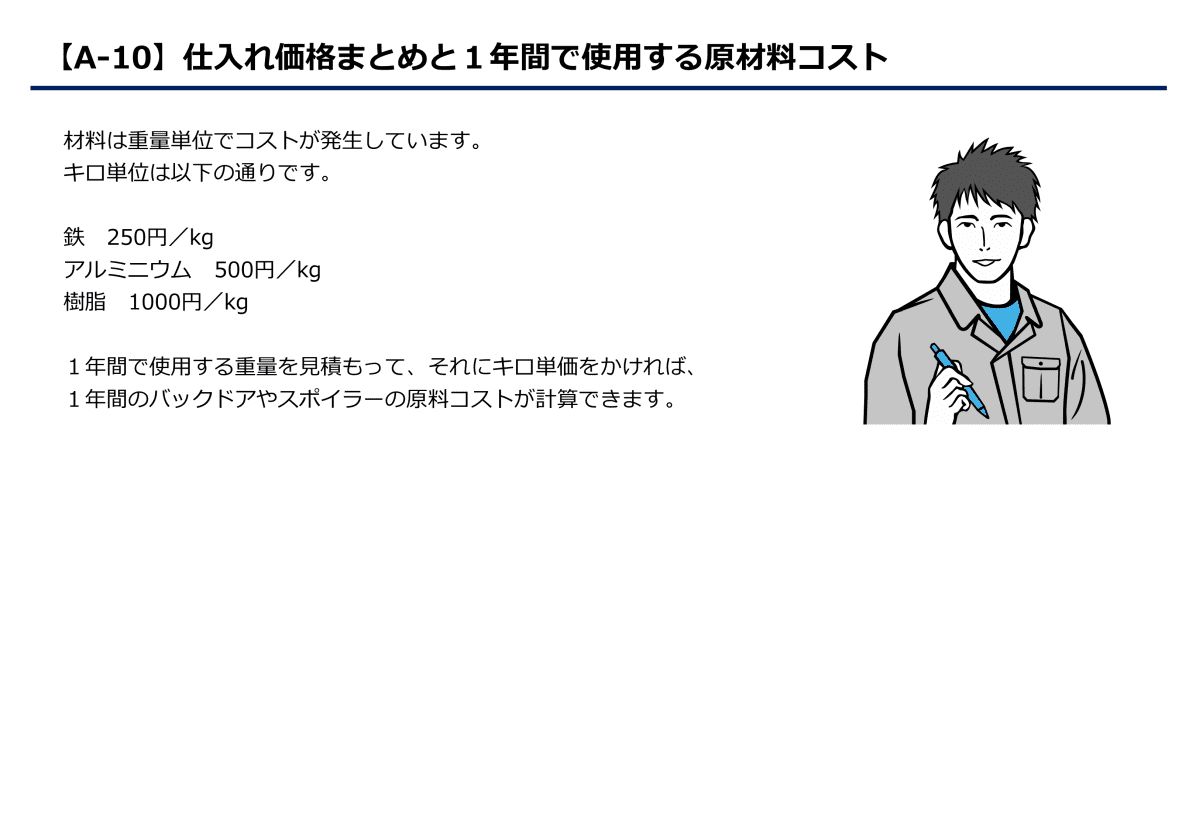 【A-10】仕入れ価格まとめと１年間で使用する原材料コスト
材料は重量単位でコストが発生しています。
キロ単位は以下の通りです。
鉄　250円／kg
アルミニウム　500円／kg
樹脂　1000円／kg
１年間で使用する重量を見積もって、それにキロ単価をかければ、
１年間のバックドアやスポイラーの原料コストが計算できます。